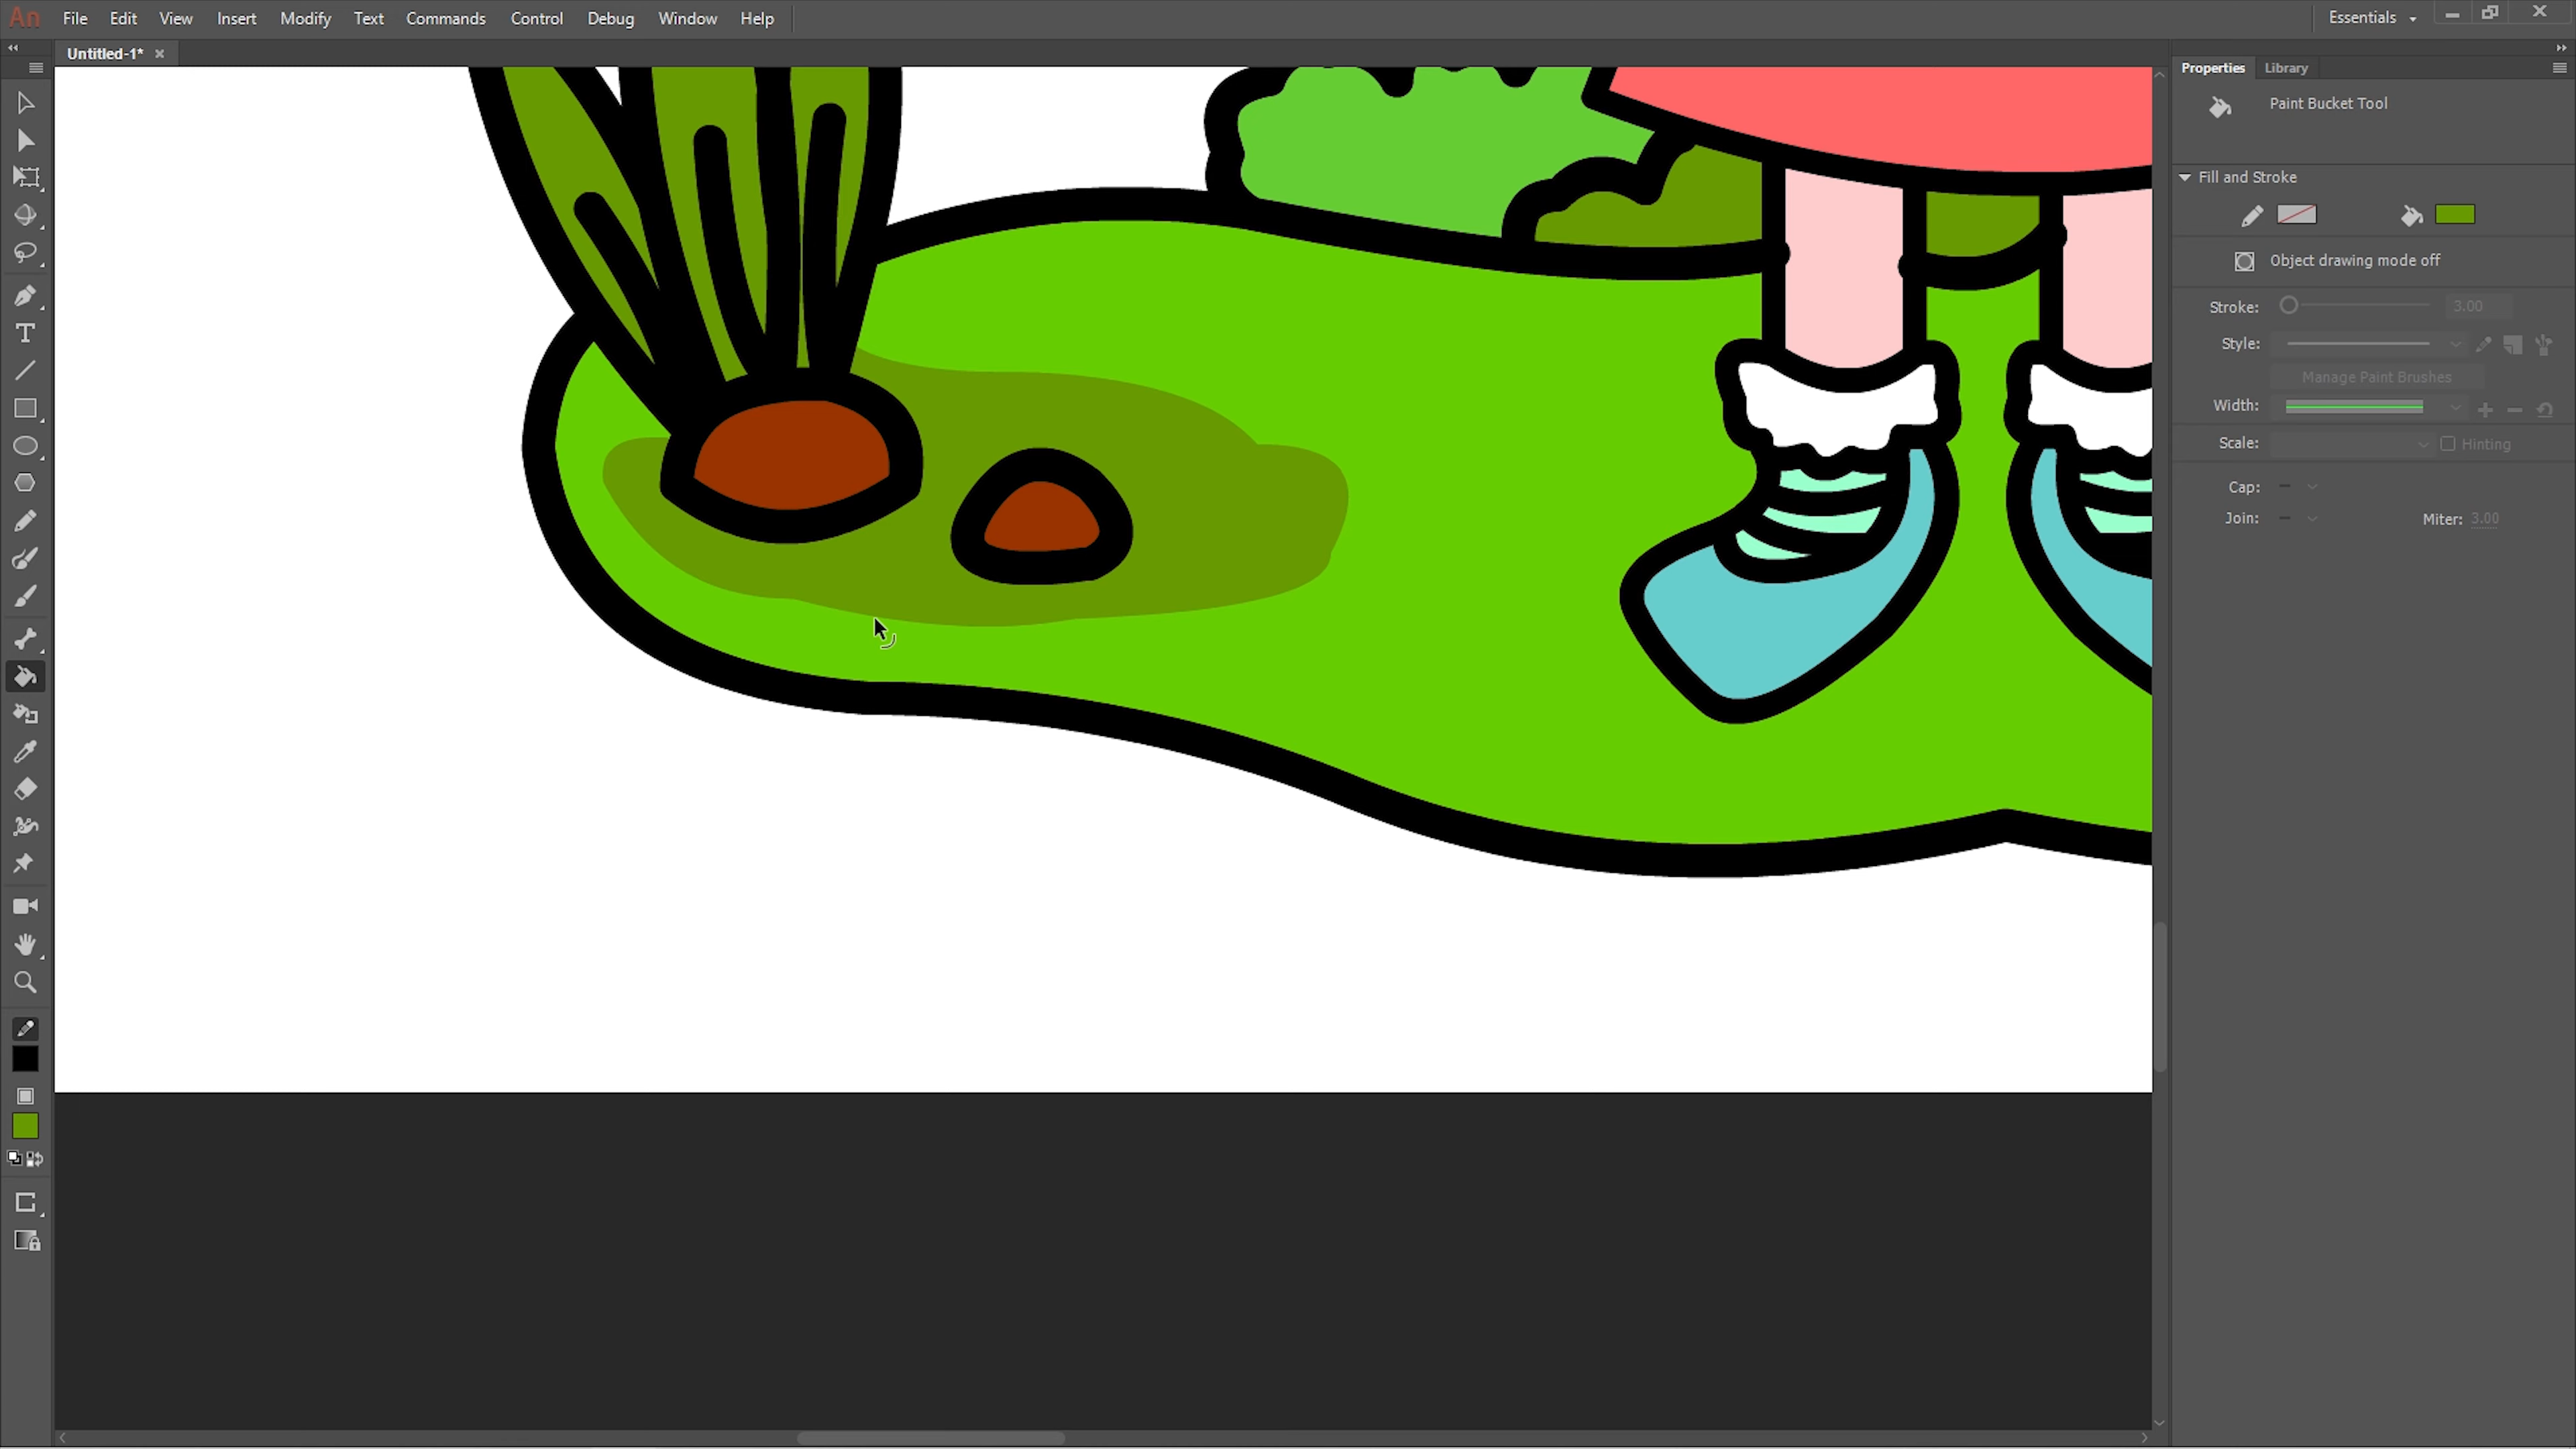 An File Edit View Insert Modify Text Commands Control Debug Window Help Essentials
Untitled-1*
Properties Library
Paint Bucket Tool
Fill and Stroke
Object drawing mode off
Stroke: 3.00
Style:
Manage Paint Brushes
Width:
Scale: Hinting
Cap:
Join: Miter: 3.00